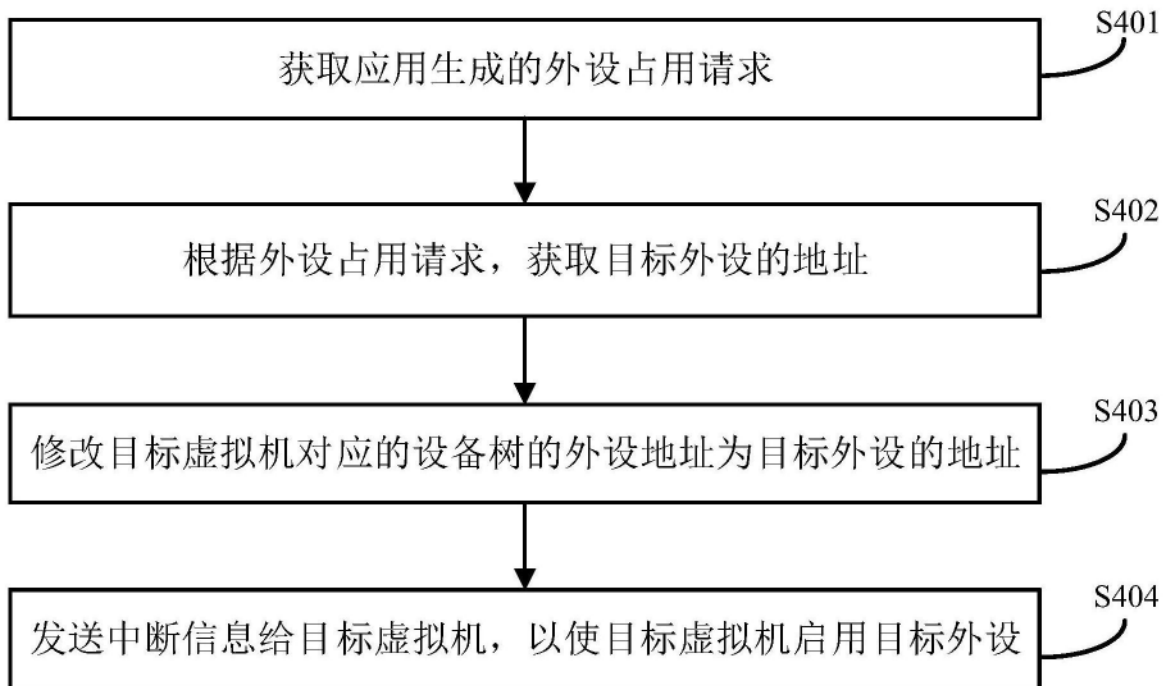 S401
获取应用生成的外设占用请求
S402
根据外设占用请求，获取目标外设的地址
S403
修改目标虚拟机对应的设备树的外设地址为目标外设的地址
S404
发送中断信息给目标虚拟机，以使目标虚拟机启用目标外设